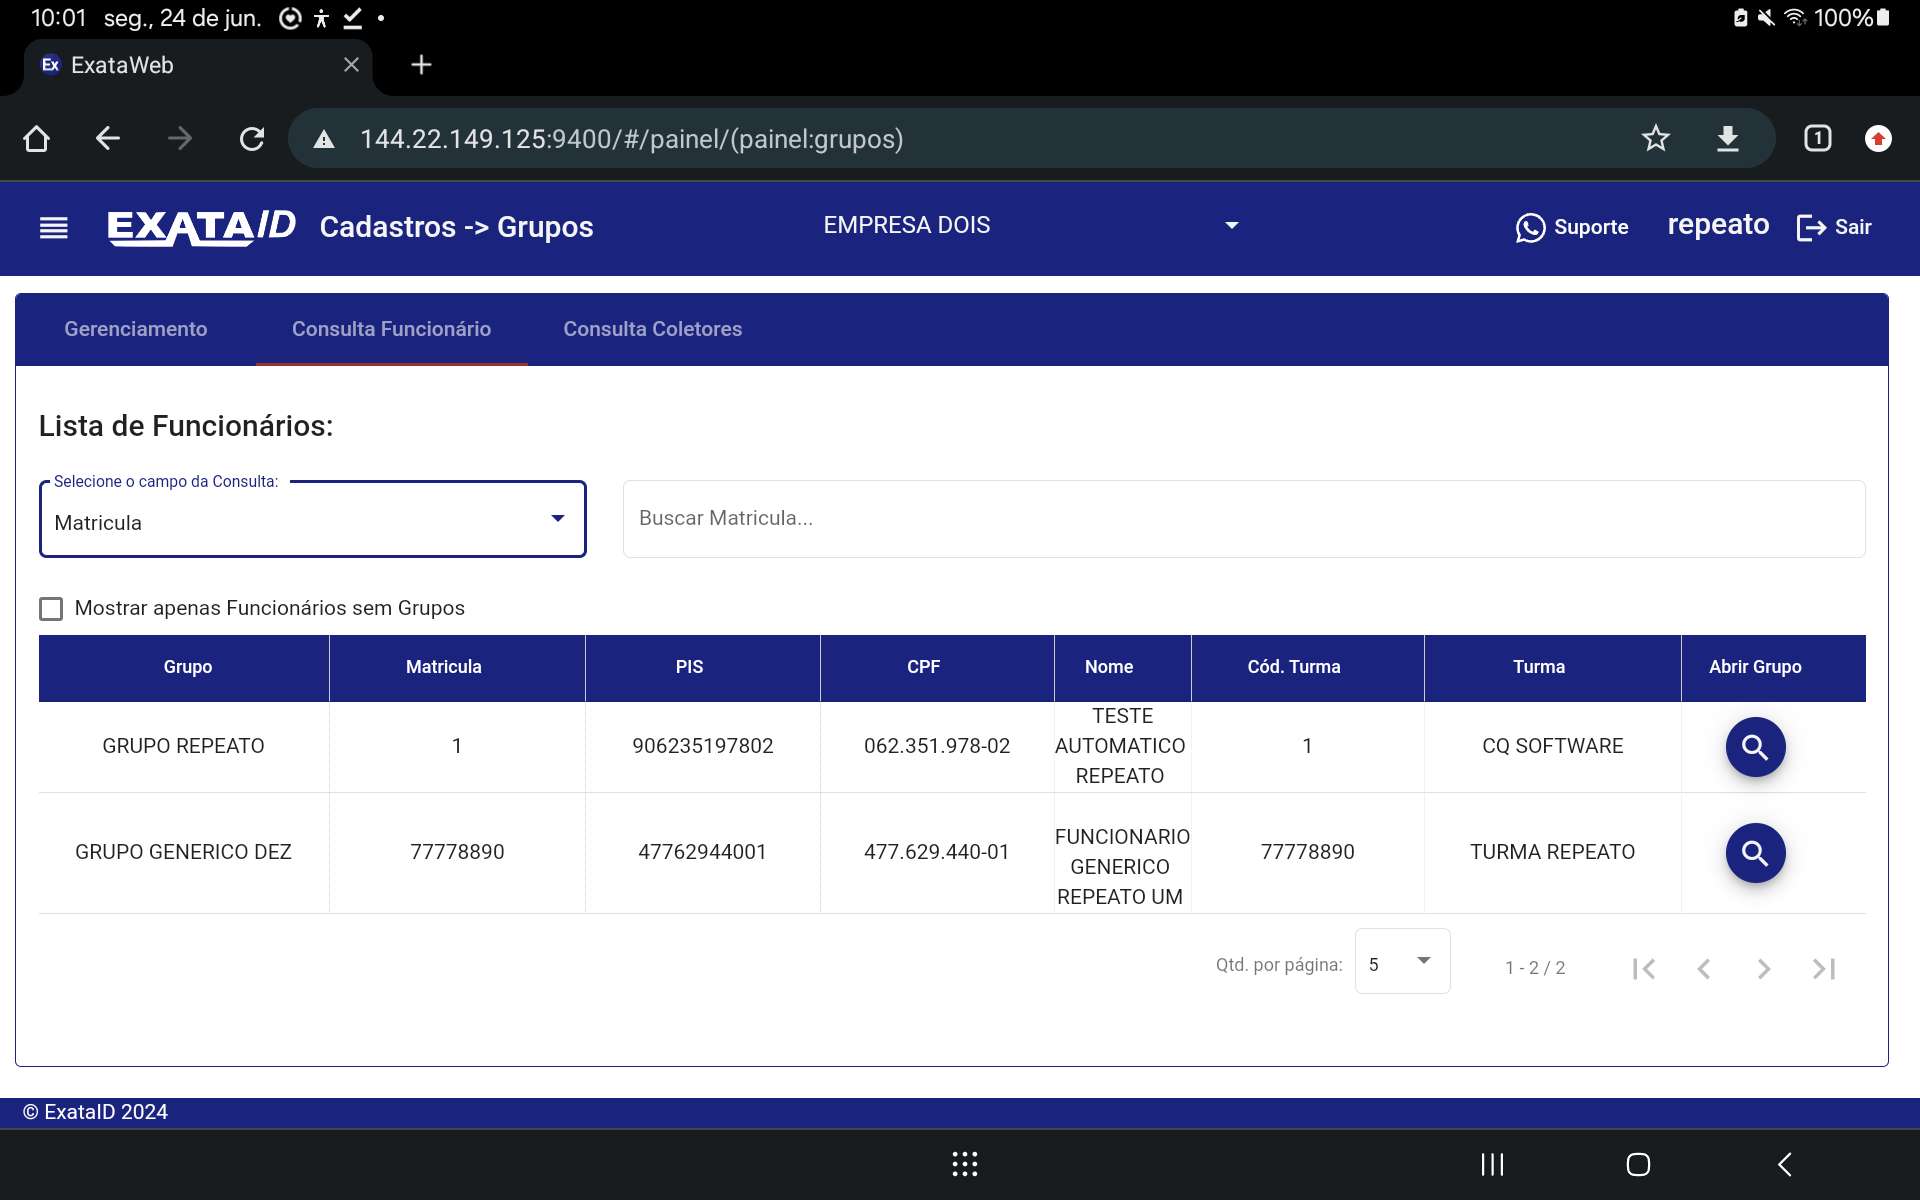 10:01 seg., 24 de jun. 100%
Ex ExataWeb
144.22.149.125:9400/#/painel/(painel:grupos) 1
EXATAID Cadastros -> Grupos EMPRESA DOIS Suporte repeato Sair
Gerenciamento Consulta Funcionário Consulta Coletores
Lista de Funcionários:
Selecione o campo da Consulta:
Matricula Buscar Matricula...
Mostrar apenas Funcionários sem Grupos
Grupo Matricula PIS CPF Nome Cód. Turma Turma Abrir Grupo
GRUPO REPEATO 1 906235197802 062.351.978-02 TESTE AUTOMATICO REPEATO 1 CQ SOFTWARE
GRUPO GENERICO DEZ 77778890 47762944001 477.629.440-01 FUNCIONARIO GENERICO REPEATO UM 77778890 TURMA REPEATO
Qtd. por página: 5 1 - 2 / 2
© ExataID 2024